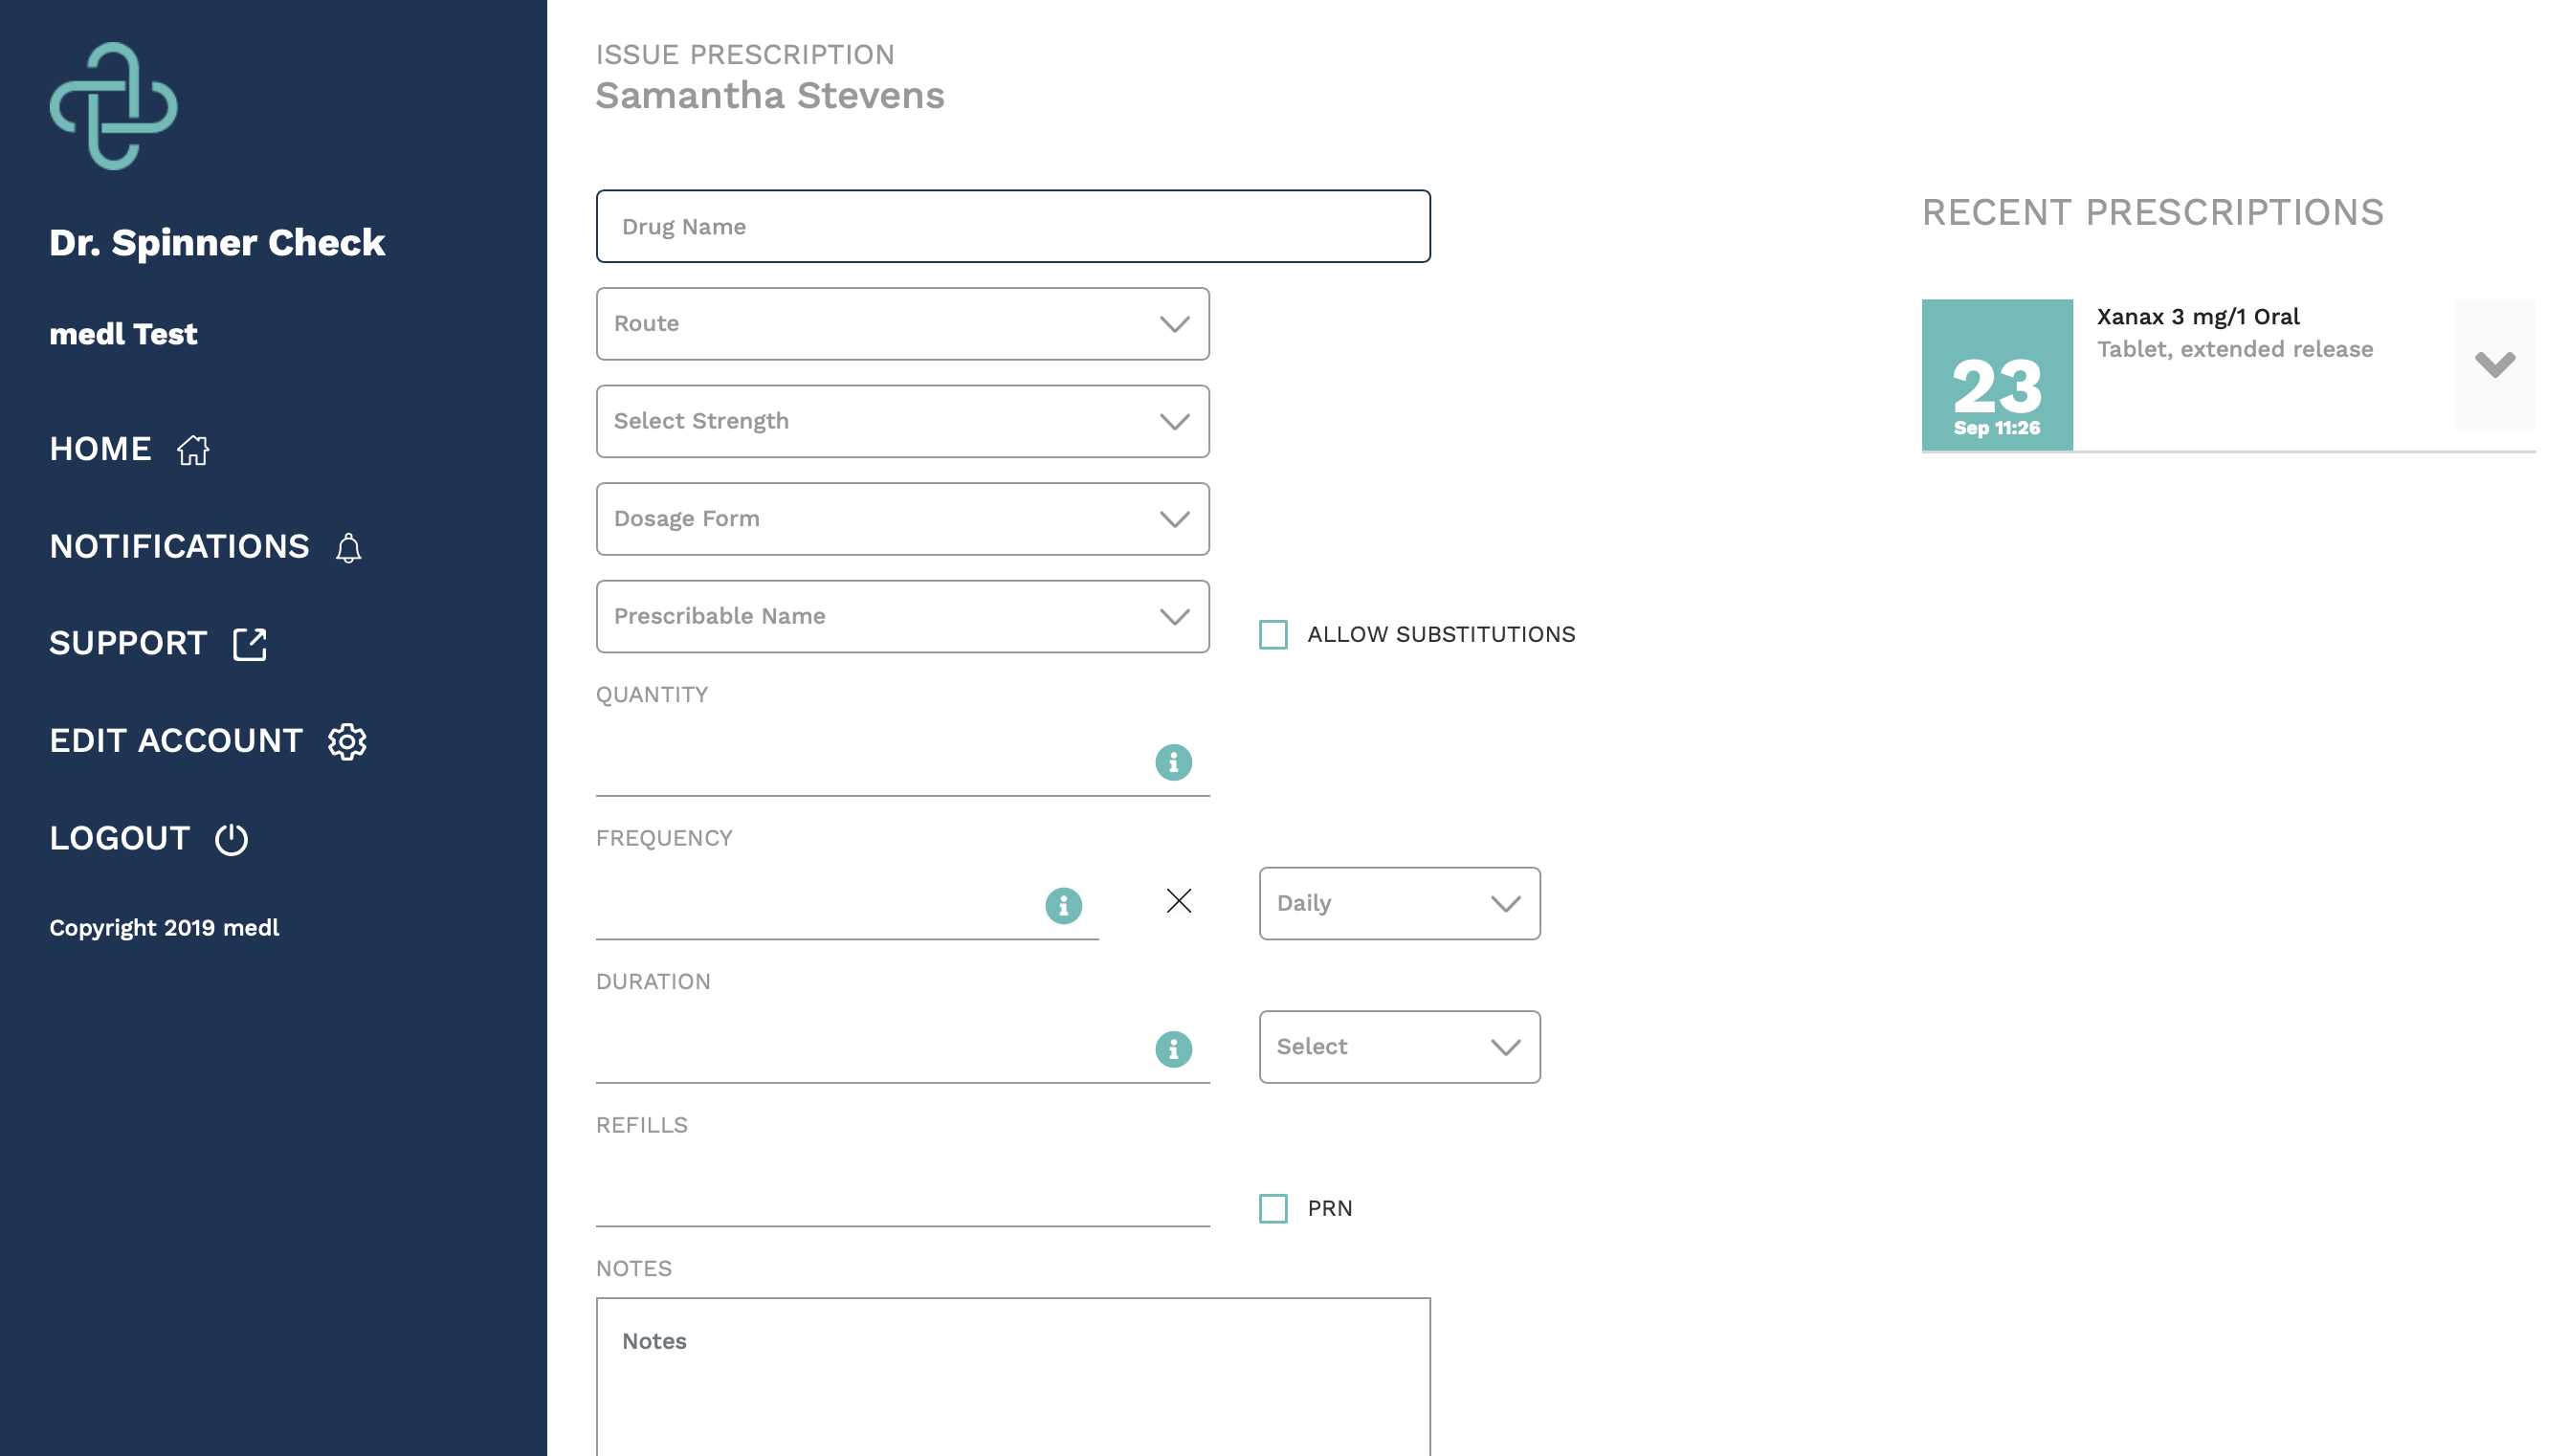 Dr. Spinner Check
medl Test
HOME
NOTIFICATIONS
SUPPORT
EDIT ACCOUNT
LOGOUT
Copyright 2019 medl
ISSUE PRESCRIPTION
Samantha Stevens
Drug Name
Route
Select Strength
Dosage Form
Prescribable Name
ALLOW SUBSTITUTIONS
QUANTITY
FREQUENCY
Daily
DURATION
Select
REFILLS
PRN
NOTES
Notes
RECENT PRESCRIPTIONS
23
Sep 11:26
Xanax 3 mg/1 Oral
Tablet, extended release